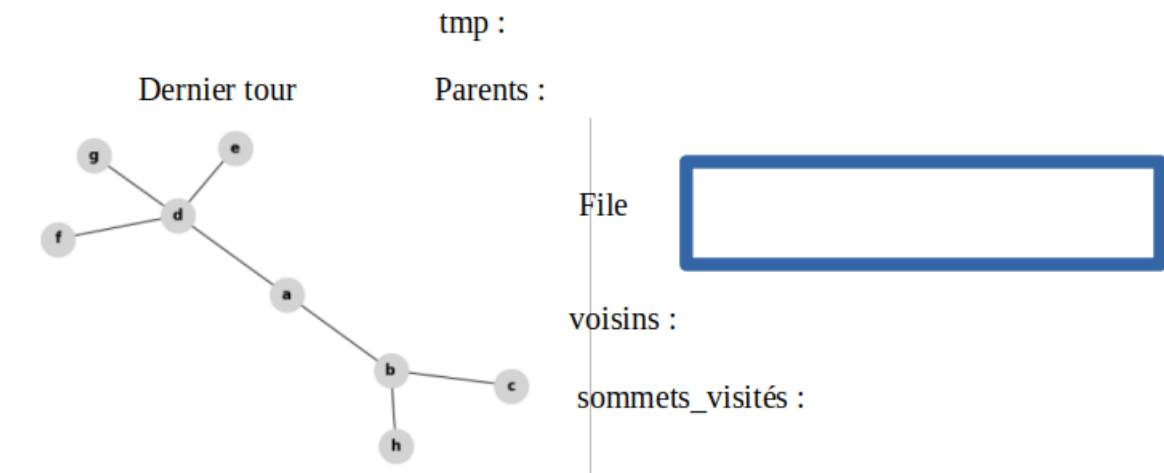 tmp :
Dernier tour
Parents :
g
e
d
f
File
a
voisins :
b
c
sommets_visités :
h